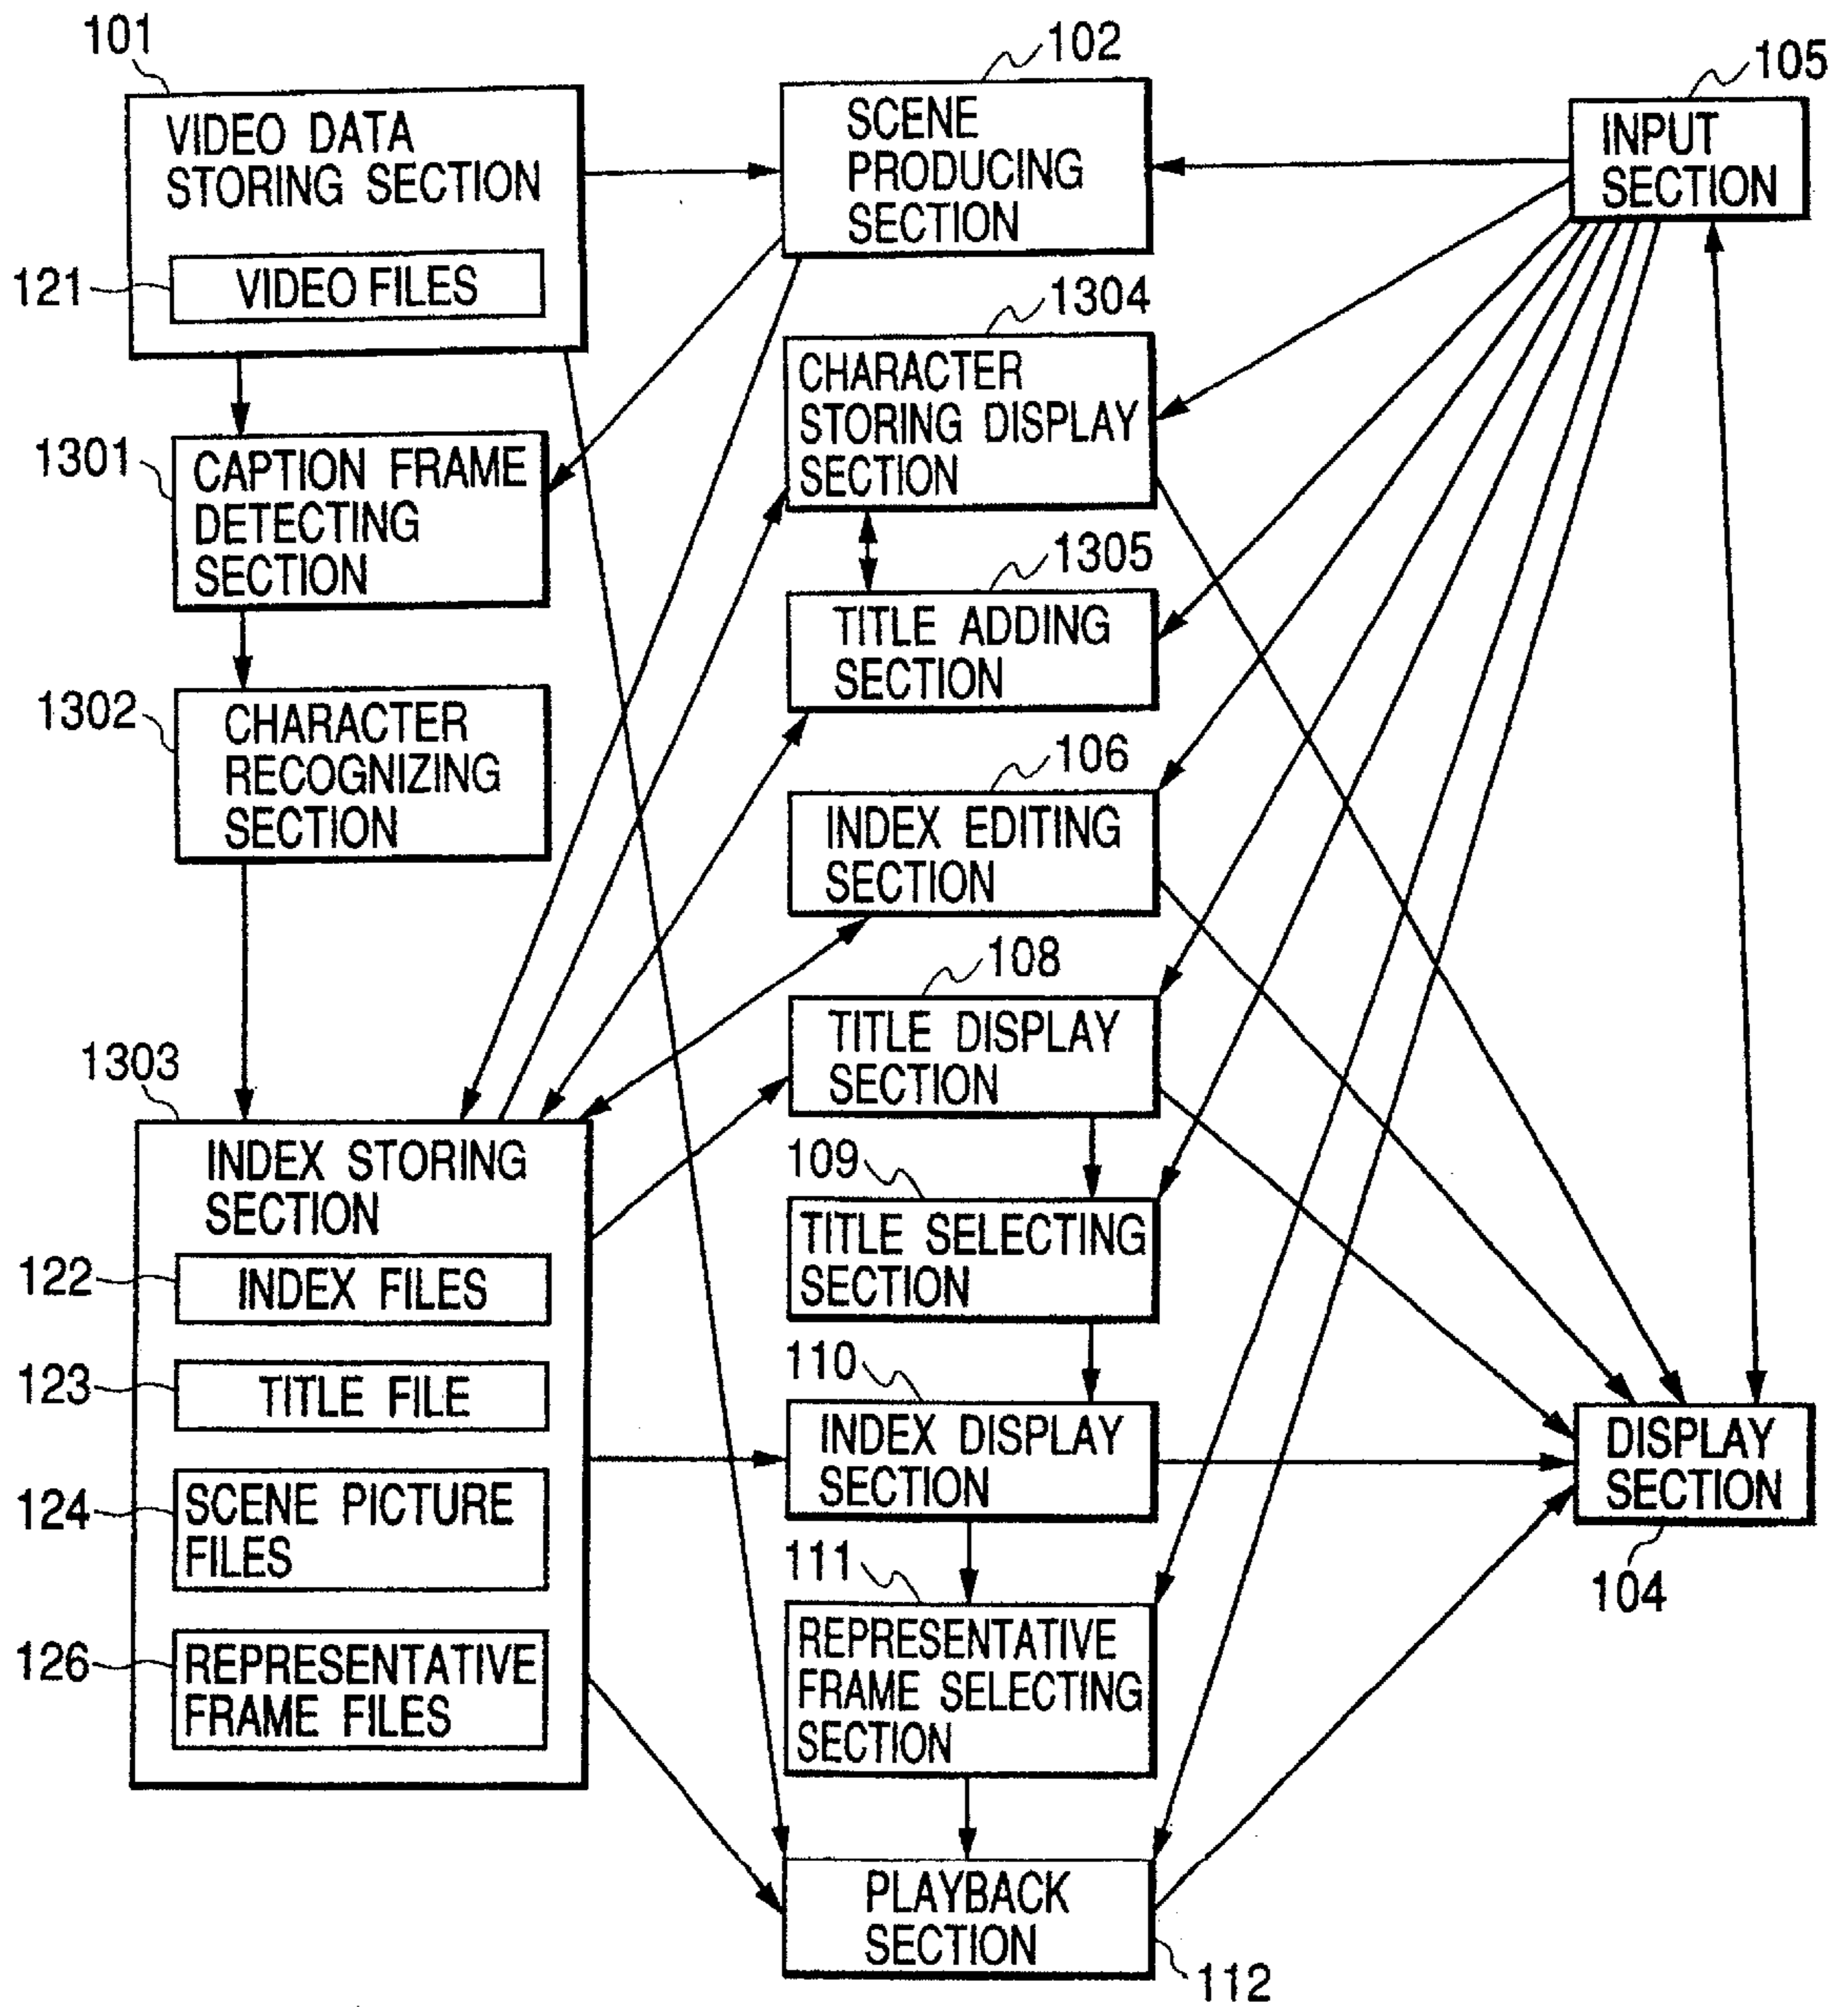 101
VIDEO DATA
STORING SECTION
121
VIDEO FILES
102
SCENE
PRODUCING
SECTION
105
INPUT
SECTION
1304
CHARACTER
STORING DISPLAY
SECTION
1301
CAPTION FRAME
DETECTING
SECTION
1305
TITLE ADDING
SECTION
1302
CHARACTER
RECOGNIZING
SECTION
106
INDEX EDITING
SECTION
108
TITLE DISPLAY
SECTION
1303
INDEX STORING
SECTION
122
INDEX FILES
123
TITLE FILE
124
SCENE PICTURE
FILES
126
REPRESENTATIVE
FRAME FILES
109
TITLE SELECTING
SECTION
110
INDEX DISPLAY
SECTION
DISPLAY
SECTION
104
111
REPRESENTATIVE
FRAME SELECTING
SECTION
PLAYBACK
SECTION
112